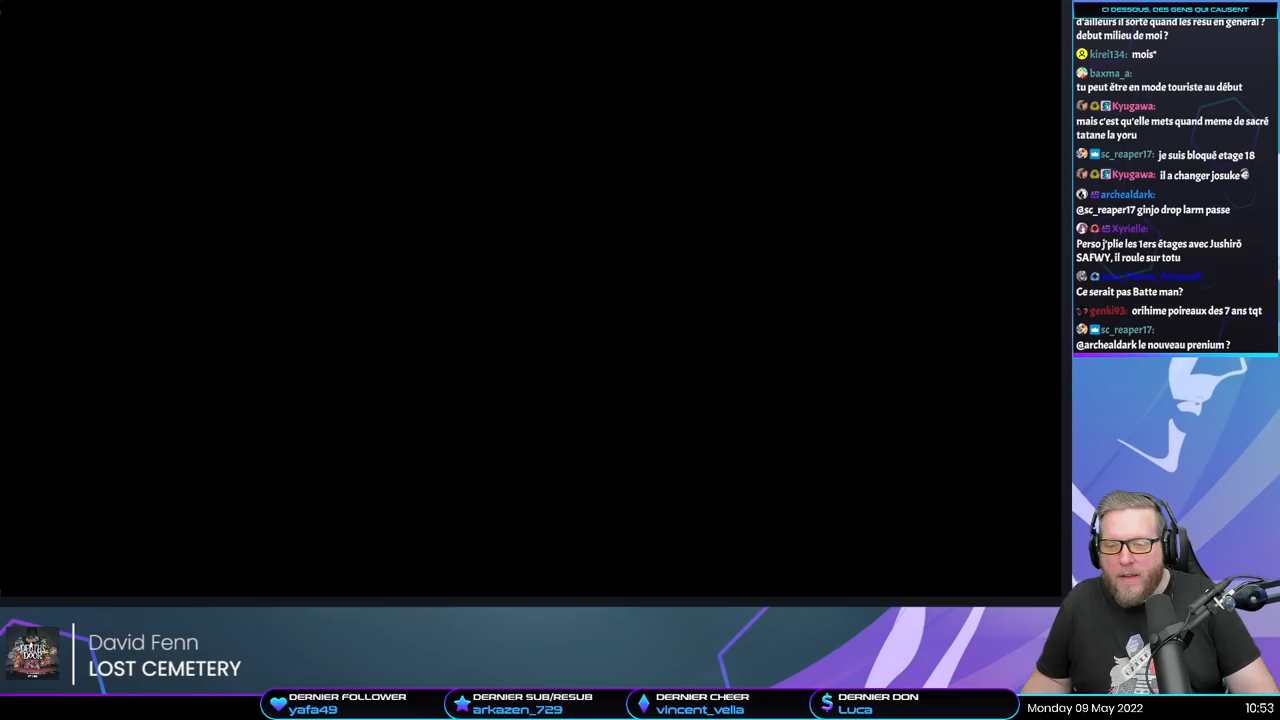 CI DESSOUS, DES GENS QUI CAUSENT
d'ailleurs il sorte quand les resu en général ?
debut milieu de moi ?
kirei134: mois*
baxma_a:
tu peut être en mode touriste au début
Kyugawa:
mais c'est qu'elle mets quand meme de sacré
tatane la yoru
sc_reaper17: je suis bloqué etage 18
Kyugawa: il a changer josuke
archealdark:
@sc_reaper17 ginjo drop larm passe
Xyrielle:
Perso j'plie les 1ers étages avec Jushirō
SAFWY, il roule sur totu
Ce serait pas Batte man?
genki93: orihime poireaux des 7 ans tqt
sc_reaper17:
@archealdark le nouveau prenium ?
DEATH'S
DOOR
David Fenn
LOST CEMETERY
DERNIER FOLLOWER
yafa49
DERNIER SUB/RESUB
arkazen_729
DERNIER CHEER
vincent_vella
DERNIER DON
Luca
Monday 09 May 2022
10:53